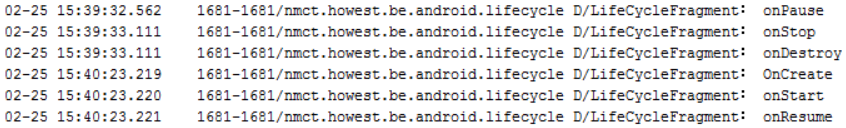 02-25 15:39:32.562 1681-1681/nmct.howest.be.android.lifecycle D/LifeCycleFragment: onPause
02-25 15:39:33.111 1681-1681/nmct.howest.be.android.lifecycle D/LifeCycleFragment: onStop
02-25 15:39:33.111 1681-1681/nmct.howest.be.android.lifecycle D/LifeCycleFragment: onDestroy
02-25 15:40:23.219 1681-1681/nmct.howest.be.android.lifecycle D/LifeCycleFragment: OnCreate
02-25 15:40:23.220 1681-1681/nmct.howest.be.android.lifecycle D/LifeCycleFragment: onStart
02-25 15:40:23.221 1681-1681/nmct.howest.be.android.lifecycle D/LifeCycleFragment: onResume